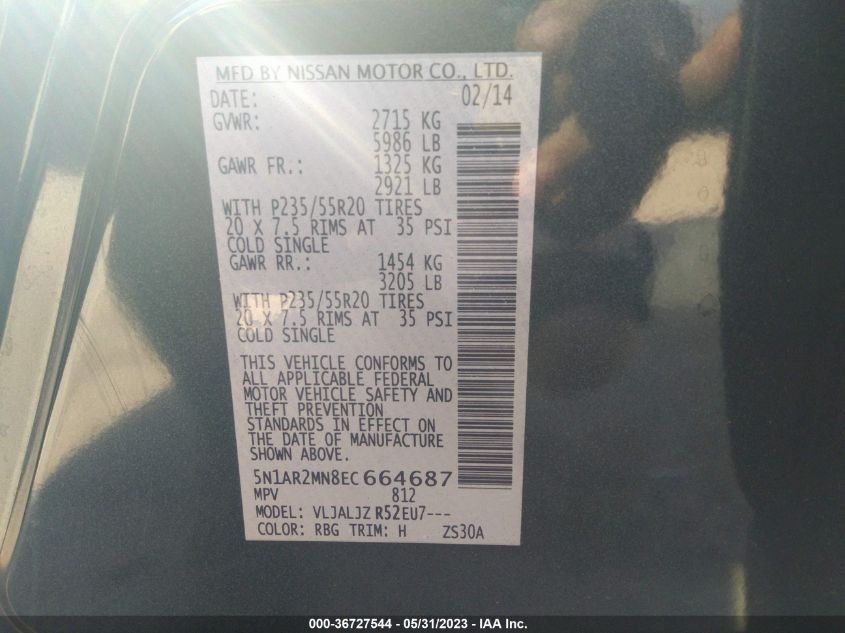 MFD BY NISSAN MOTOR CO., LTD.
DATE: 02/14
GVWR: 2715 KG
5986 LB
GAWR FR.: 1325 KG
2921 LB
WITH P235/55R20 TIRES
20 X 7.5 RIMS AT 35 PSI
COLD SINGLE
GAWR RR.: 1454 KG
3205 LB
WITH P235/55R20 TIRES
20 X 7.5 RIMS AT 35 PSI
COLD SINGLE
THIS VEHICLE CONFORMS TO
ALL APPLICABLE FEDERAL
MOTOR VEHICLE SAFETY AND
THEFT PREVENTION
STANDARDS IN EFFECT ON
THE DATE OF MANUFACTURE
SHOWN ABOVE.
5N1AR2MN8EC664687
MPV 812
MODEL: VLJALJZ R52EU7---
COLOR: RBG TRIM: H ZS30A
000-36727544 - 05/31/2023 - IAA Inc.